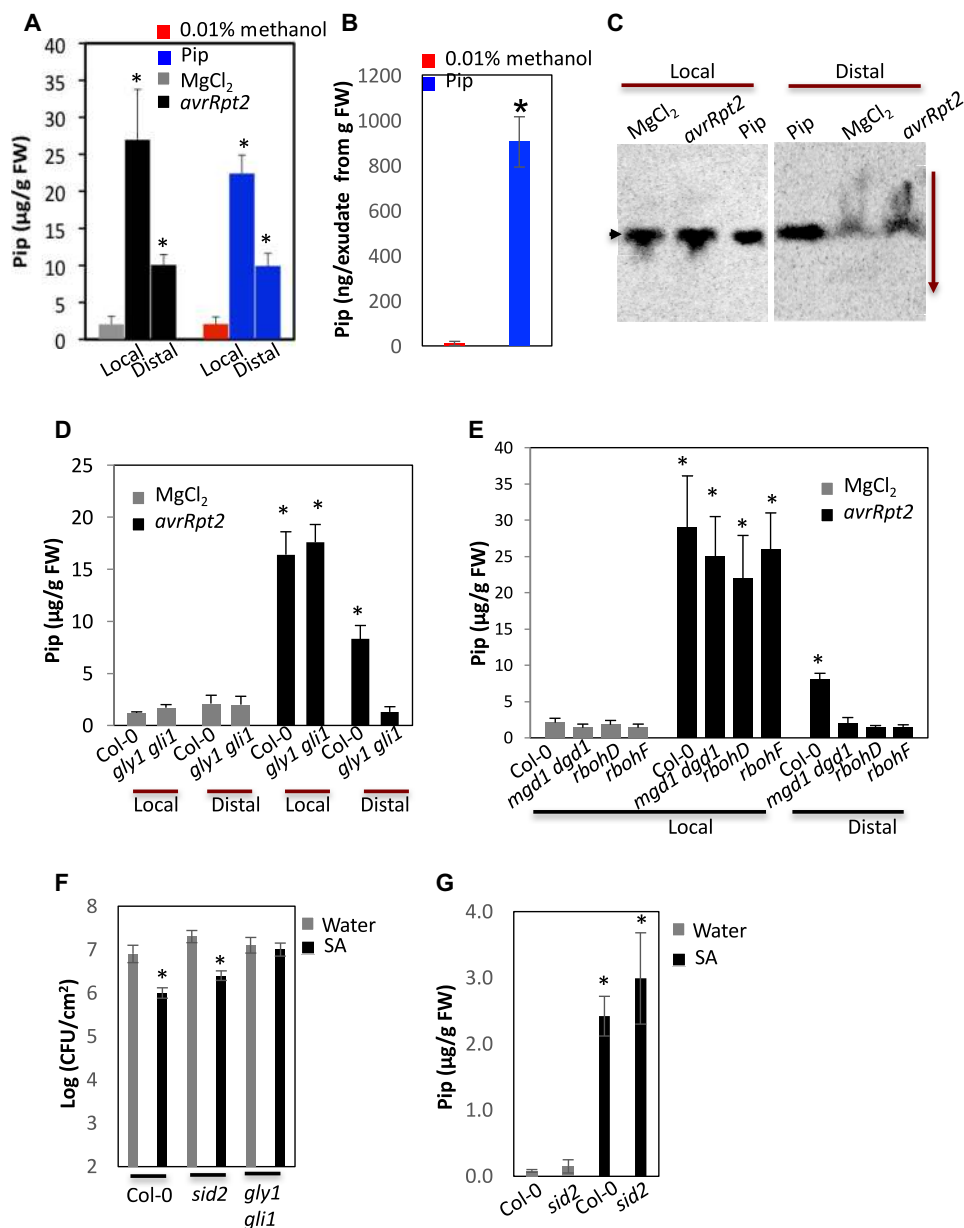 A
0.01% methanol
Pip
MgCl2
avrRpt2
Pip (µg/g FW)
40
35
30
25
20
15
10
5
0
* * * *
Local
Distal
Local
Distal
B
0.01% methanol
Pip
Pip (ng/exudate from g FW)
1200
1000
800
600
400
200
0
*
C
Local
Distal
MgCl2 avrRpt2 Pip
Pip MgCl2 avrRpt2
D
MgCl2
avrRpt2
Pip (µg/g FW)
25
20
15
10
5
0
* * *
Col-0 gly1 gli1 Col-0 gly1 gli1 Col-0 gly1 gli1 Col-0 gly1 gli1
Local Distal Local Distal
E
MgCl2
avrRpt2
Pip (µg/g FW)
40
35
30
25
20
15
10
5
0
* * * * *
Col-0 mgd1 dgd1 rbohD rbohF Col-0 mgd1 dgd1 rbohD rbohF Col-0 mgd1 dgd1 rbohD rbohF
Local Distal
F
Water
SA
Log (CFU/cm2)
8
7
6
5
4
3
2
* *
Col-0 sid2 gly1
gli1
G
Water
SA
Pip (µg/g FW)
4.0
3.0
2.0
1.0
0.0
* *
Col-0 sid2 Col-0 sid2